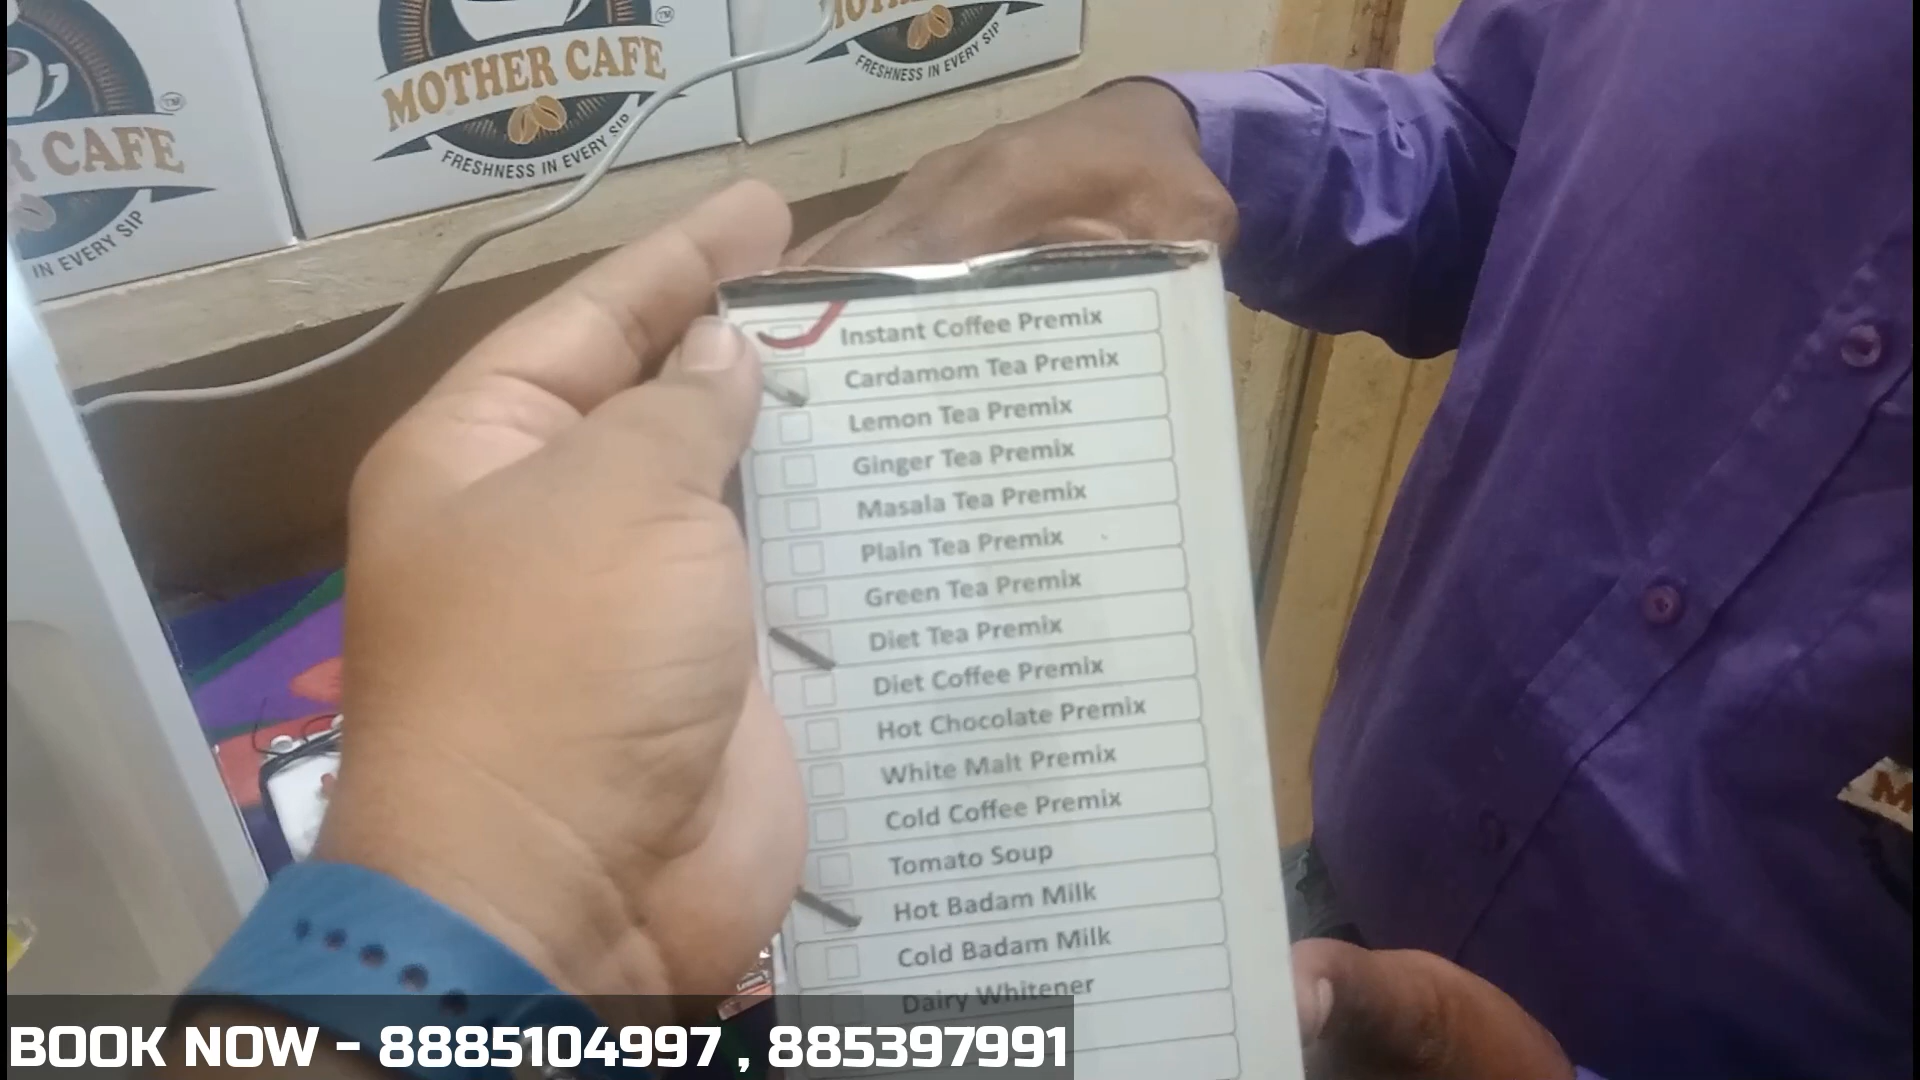 MOTHER CAFE
FRESHNESS IN EVERY SIP
TM
CAFE
TM
IN EVERY SIP
FRESHNESS IN EVERY SIP
Instant Coffee Premix
Cardamom Tea Premix
Lemon Tea Premix
Ginger Tea Premix
Masala Tea Premix
Plain Tea Premix
Green Tea Premix
Diet Tea Premix
Diet Coffee Premix
Hot Chocolate Premix
White Malt Premix
Cold Coffee Premix
Tomato Soup
Hot Badam Milk
Cold Badam Milk
Dairy Whitener
BOOK NOW - 8885104997 , 885397991